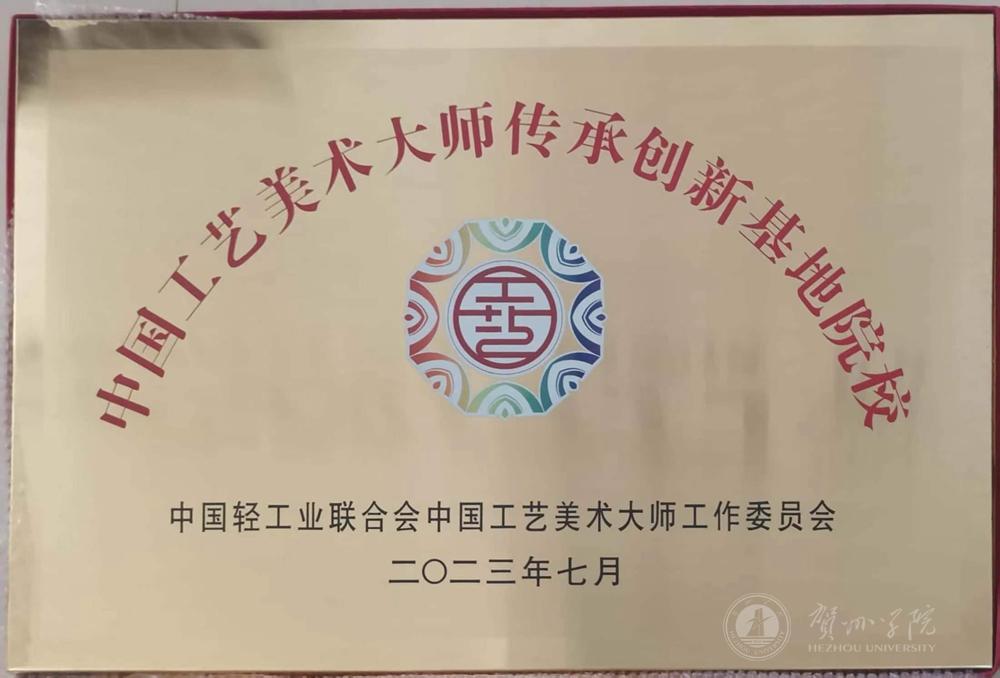 中国工艺美术大师传承创新基地院校
中国轻工业联合会中国工艺美术大师工作委员会
二〇二三年七月
贺州学院
HEZHOU UNIVERSITY